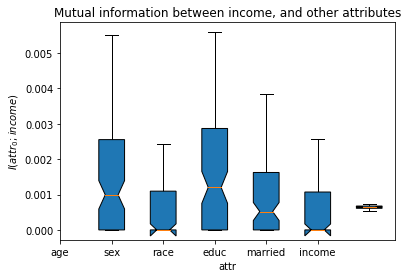 Mutual information between income, and other attributes
I(attr₀; income)
0.005
0.004
0.003
0.002
0.001
0.000
age sex race educ married income
attr